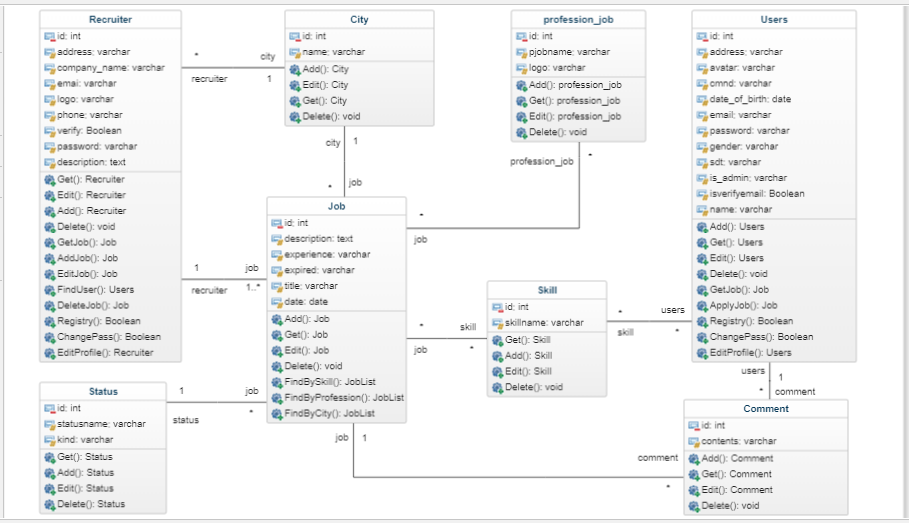 Recruiter
id: int
address: varchar
company_name: varchar
emai: varchar
logo: varchar
phone: varchar
verify: Boolean
password: varchar
description: text
Get(): Recruiter
Edit(): Recruiter
Add(): Recruiter
Delete(): void
GetJob(): Job
AddJob(): Job
EditJob(): Job
FindUser(): Users
DeleteJob(): Job
Registry(): Boolean
ChangePass(): Boolean
EditProfile(): Recruiter
*
city
recruiter
1
City
id: int
name: varchar
Add(): City
Edit(): City
Get(): City
Delete(): void
city
1
*
job
profession_job
id: int
pjobname: varchar
logo: varchar
Add(): profession_job
Get(): profession_job
Edit(): profession_job
Delete(): void
profession_job
*
*
job
Users
id: int
address: varchar
avatar: varchar
cmnd: varchar
date_of_birth: date
email: varchar
password: varchar
gender: varchar
sdt: varchar
is_admin: varchar
isverifyemail: Boolean
name: varchar
Add(): Users
Get(): Users
Edit(): Users
Delete(): void
GetJob(): Job
ApplyJob(): Job
Registry(): Boolean
ChangePass(): Boolean
EditProfile(): Users
Job
id: int
description: text
experience: varchar
expired: varchar
title: varchar
date: date
Add(): Job
Get(): Job
Edit(): Job
Delete(): void
FindBySkill(): JobList
FindByProfession(): JobList
FindByCity(): JobList
1
job
recruiter
1..*
Skill
id: int
skillname: varchar
Get(): Skill
Add(): Skill
Edit(): Skill
Delete(): void
*
skill
job
*
*
users
skill
*
Status
id: int
statusname: varchar
kind: varchar
Get(): Status
Add(): Status
Edit(): Status
Delete(): Status
1
job
status
*
users
1
*
comment
Comment
id: int
contents: varchar
Add(): Comment
Get(): Comment
Edit(): Comment
Delete(): void
job
1
comment
*